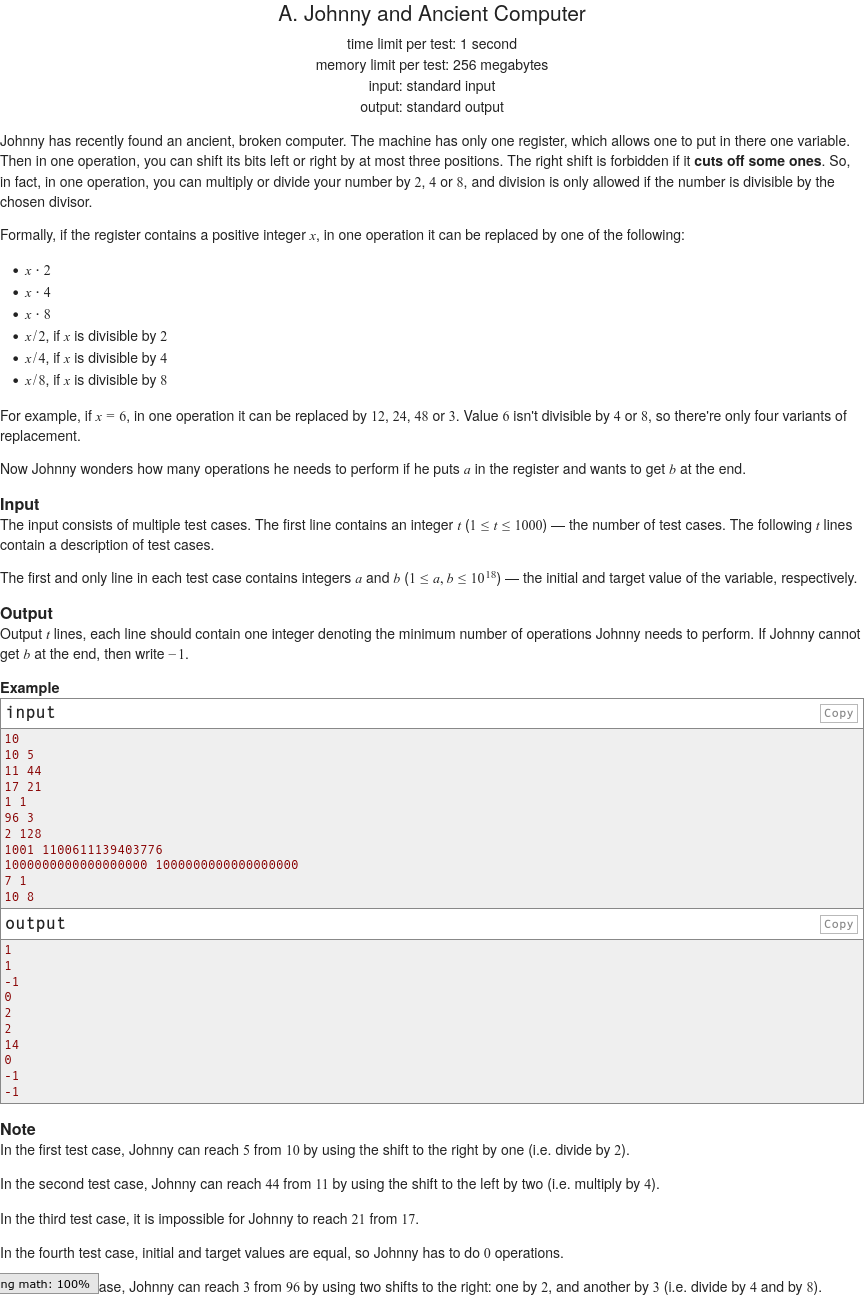 A. Johnny and Ancient Computer
time limit per test: 1 second
memory limit per test: 256 megabytes
input: standard input
output: standard output
Johnny has recently found an ancient, broken computer. The machine has only one register, which allows one to put in there one variable.
Then in one operation, you can shift its bits left or right by at most three positions. The right shift is forbidden if it cuts off some ones. So,
in fact, in one operation, you can multiply or divide your number by 2, 4 or 8, and division is only allowed if the number is divisible by the
chosen divisor.
Formally, if the register contains a positive integer x, in one operation it can be replaced by one of the following:
• x · 2
• x · 4
• x · 8
• x/2, if x is divisible by 2
• x/4, if x is divisible by 4
• x/8, if x is divisible by 8
For example, if x = 6, in one operation it can be replaced by 12, 24, 48 or 3. Value 6 isn't divisible by 4 or 8, so there're only four variants of
replacement.
Now Johnny wonders how many operations he needs to perform if he puts a in the register and wants to get b at the end.
Input
The input consists of multiple test cases. The first line contains an integer t (1 ≤ t ≤ 1000) — the number of test cases. The following t lines
contain a description of test cases.
The first and only line in each test case contains integers a and b (1 ≤ a, b ≤ 10^18) — the initial and target value of the variable, respectively.
Output
Output t lines, each line should contain one integer denoting the minimum number of operations Johnny needs to perform. If Johnny cannot
get b at the end, then write −1.
Example
input
Copy
10
10 5
11 44
17 21
1 1
96 3
2 128
1001 1100611139403776
1000000000000000000 1000000000000000000
7 1
10 8
output
Copy
1
1
-1
0
2
2
14
0
-1
-1
Note
In the first test case, Johnny can reach 5 from 10 by using the shift to the right by one (i.e. divide by 2).
In the second test case, Johnny can reach 44 from 11 by using the shift to the left by two (i.e. multiply by 4).
In the third test case, it is impossible for Johnny to reach 21 from 17.
In the fourth test case, initial and target values are equal, so Johnny has to do 0 operations.
ng math: 100% ase, Johnny can reach 3 from 96 by using two shifts to the right: one by 2, and another by 3 (i.e. divide by 4 and by 8).